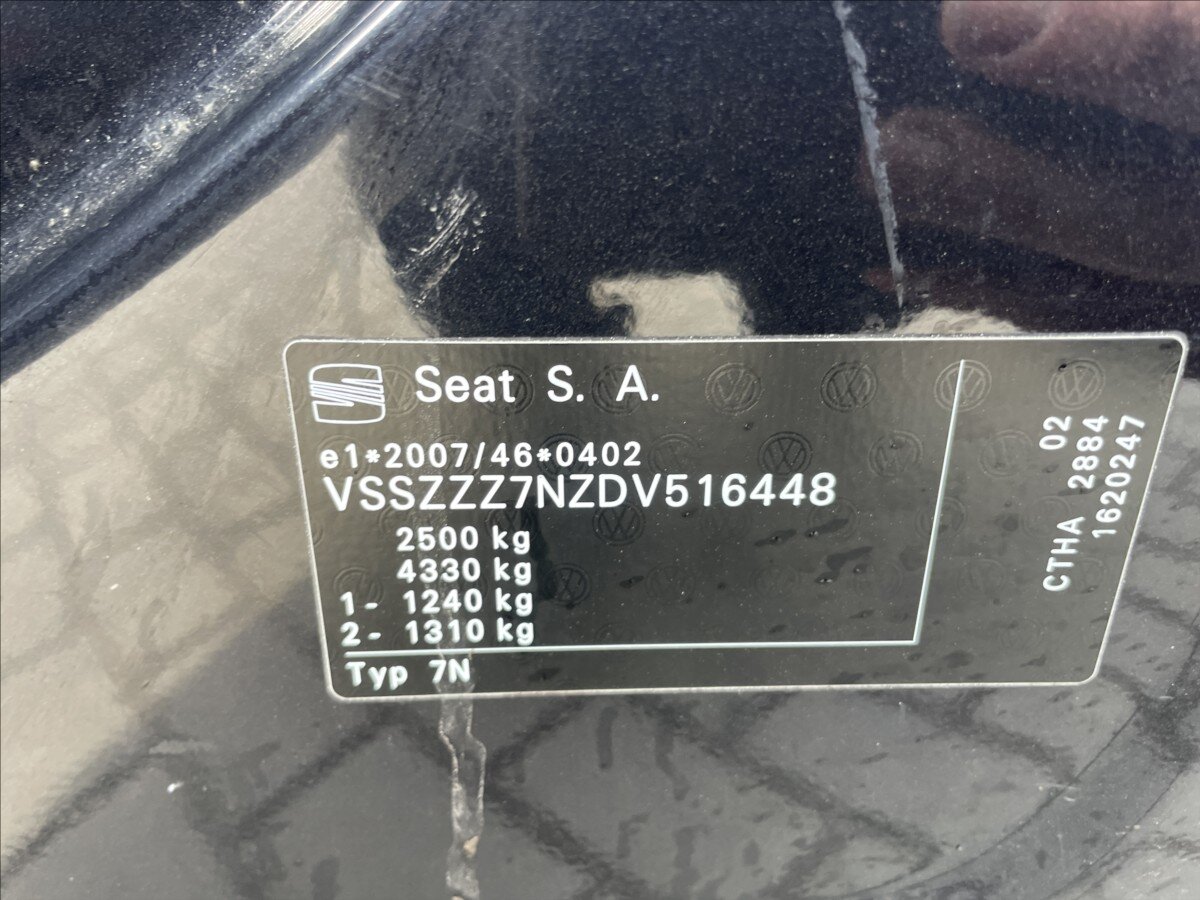 Seat S. A.
e1*2007/46*0402
VSSZZZ7NZDV516448
2500 kg
4330 kg
1- 1240 kg
2- 1310 kg
Typ 7N
02
CTHA 2884
1620247